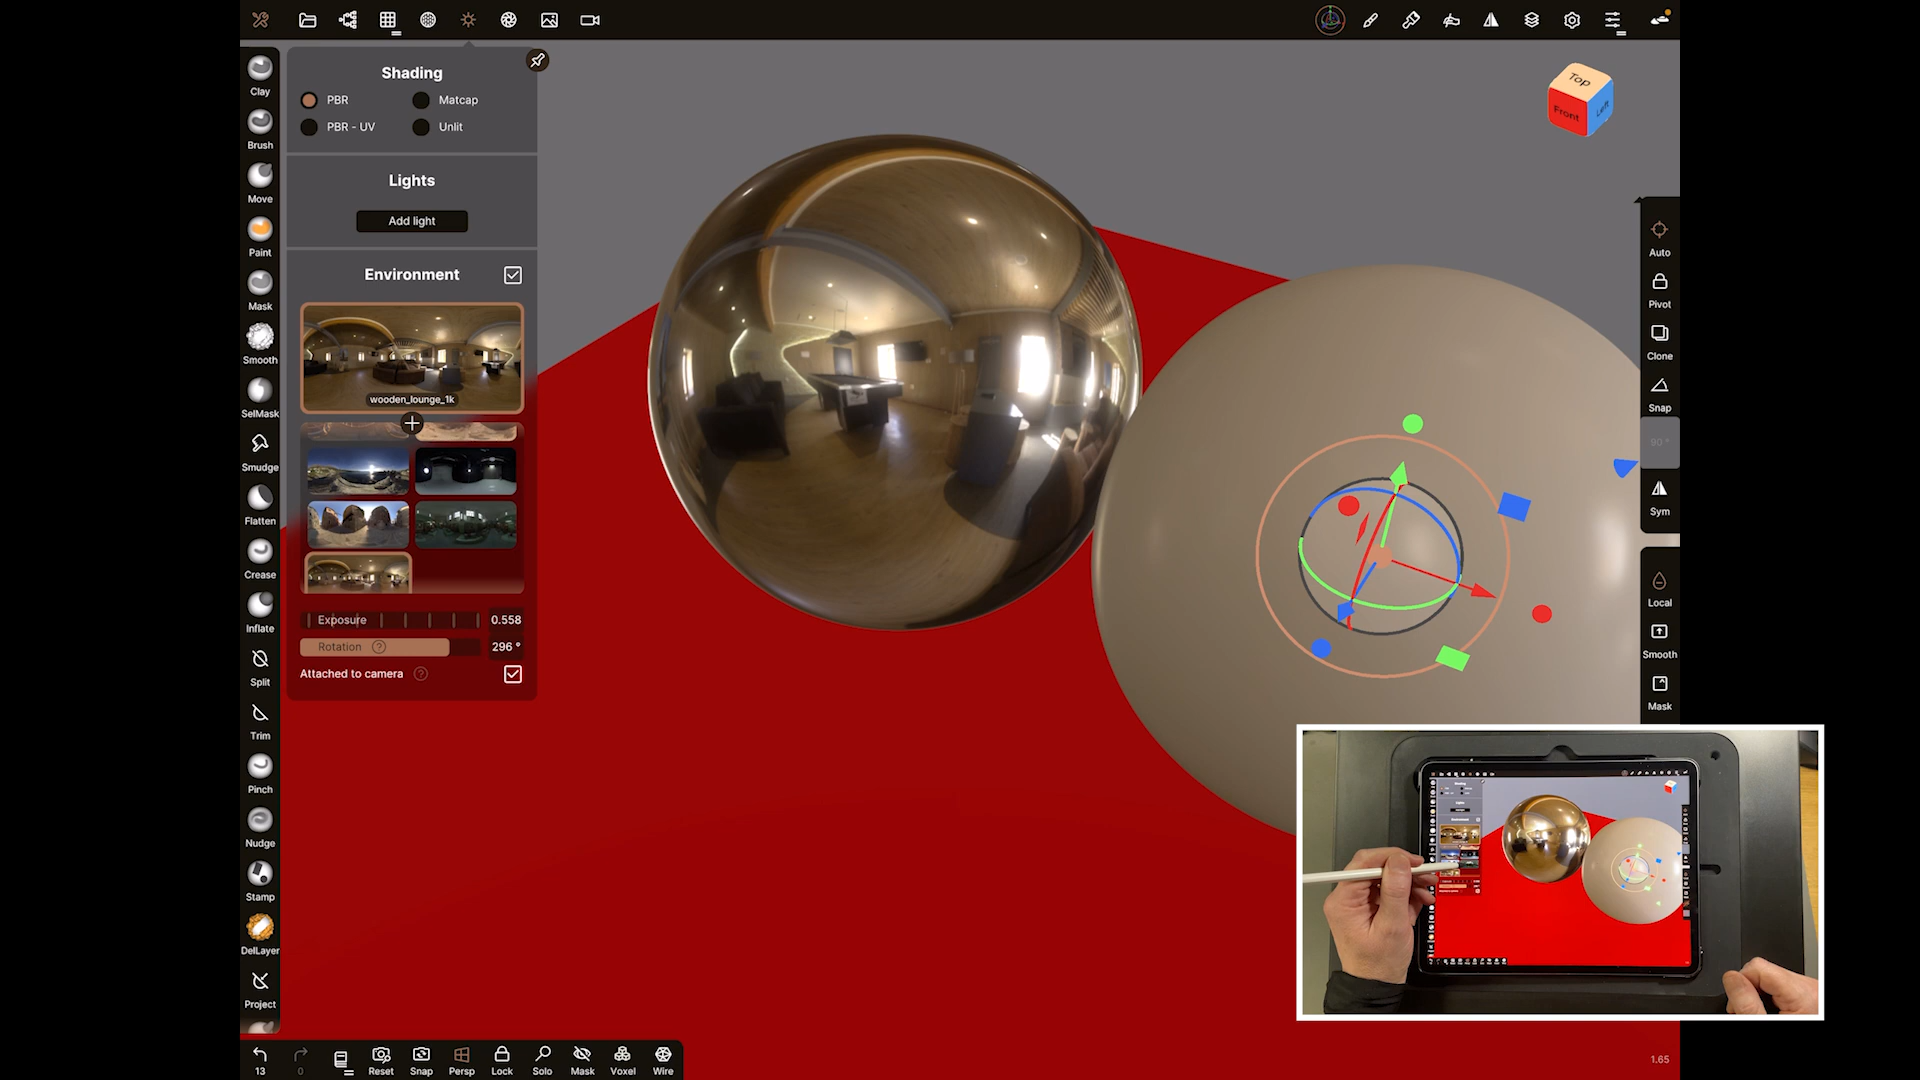 Shading
PBR
Matcap
PBR - UV
Unlit
Lights
Add light
Environment
wooden_lounge_1k
Exposure
0.558
Rotation ?
296 °
Attached to camera ?
Clay
Brush
Move
Paint
Mask
Smooth
SelMask
Smudge
Flatten
Crease
Inflate
Split
Trim
Pinch
Nudge
Stamp
DelLayer
Project
Top
Front
Left
Auto
Pivot
Clone
Snap
90 °
Sym
Local
Smooth
Mask
13
0
Reset
Snap
Persp
Lock
Solo
Mask
Voxel
Wire
1.65